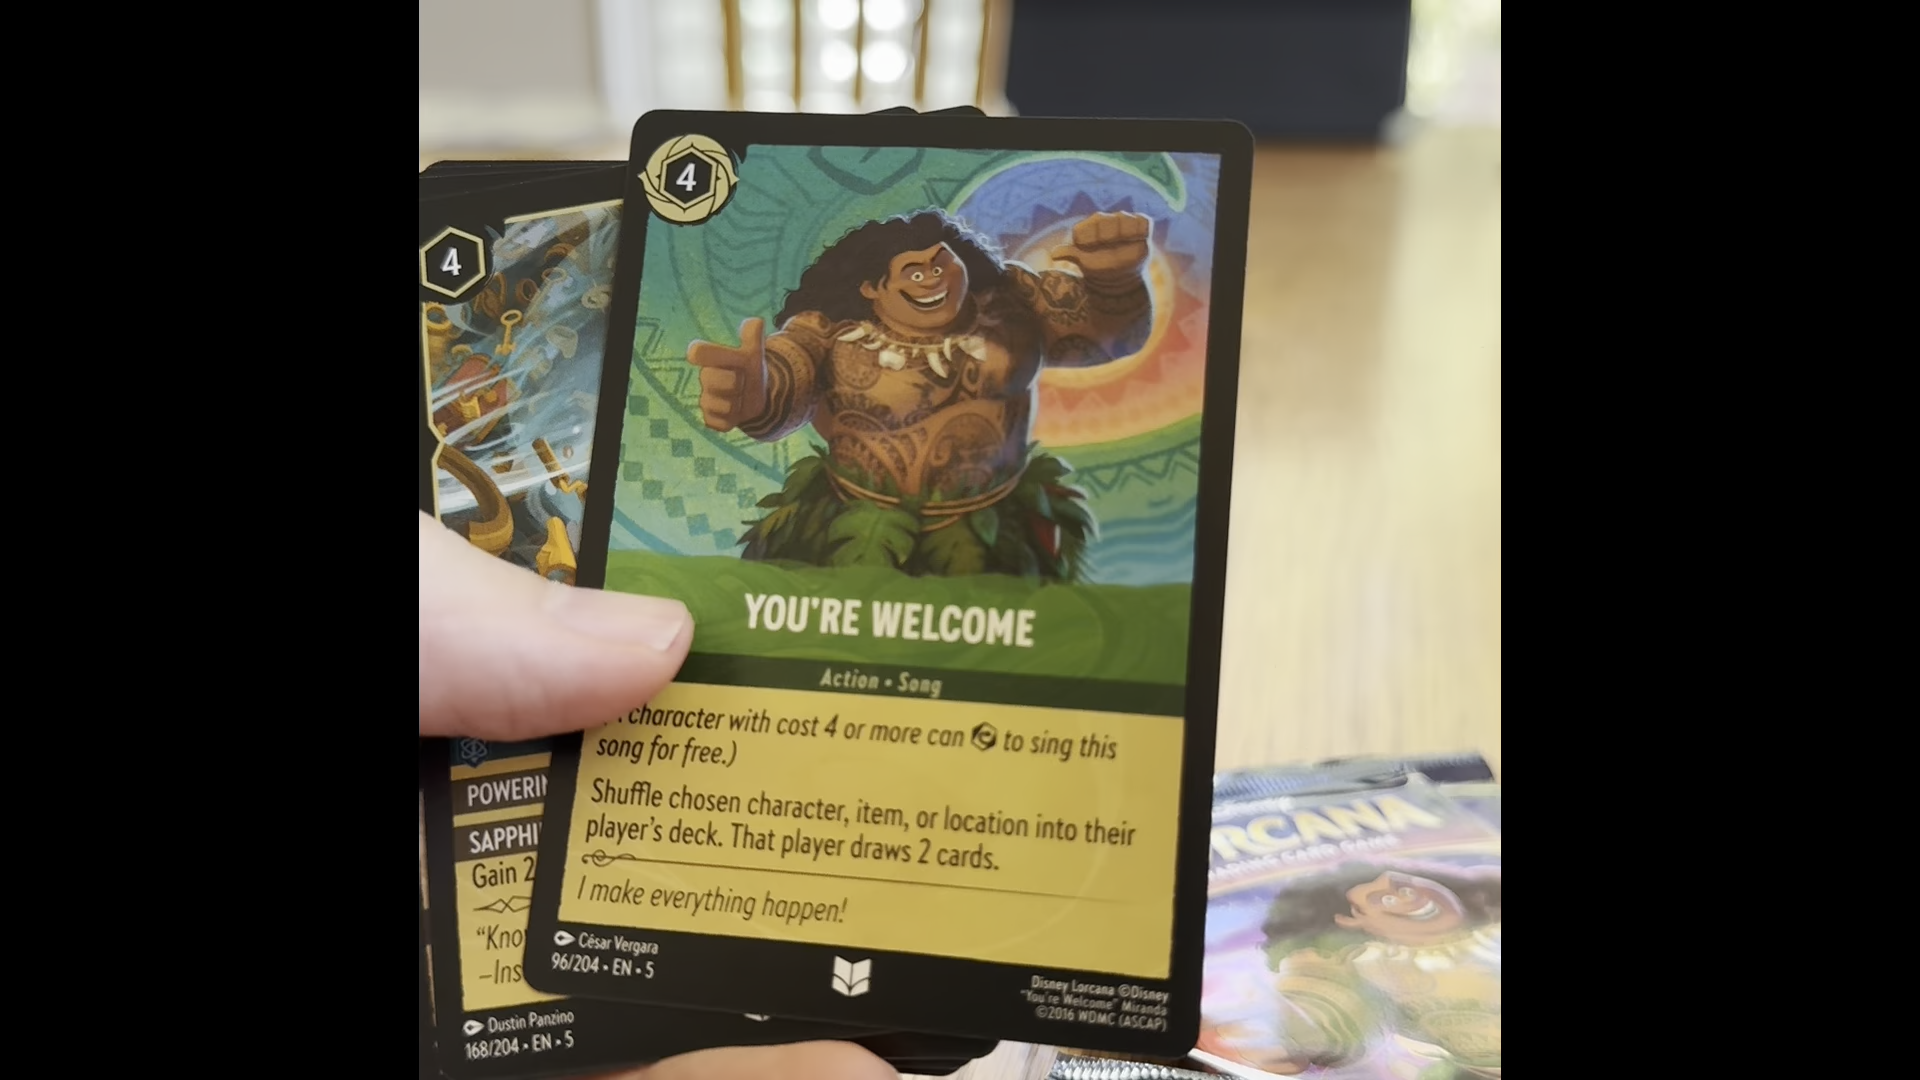 4
YOU'RE WELCOME
Action • Song
character with cost 4 or more can to sing this
song for free.)
Shuffle chosen character, item, or location into their
player's deck. That player draws 2 cards.
I make everything happen!
César Vergara
96/204 • EN • 5
Disney Lorcana ©Disney
"You're Welcome" Miranda
©2016 WDMC (ASCAP)
4
POWERIN
SAPPHI
Gain 2
"Kno
–Ins
Dustin Panzino
168/204 • EN • 5
RCANA
TRADING CARD GAME